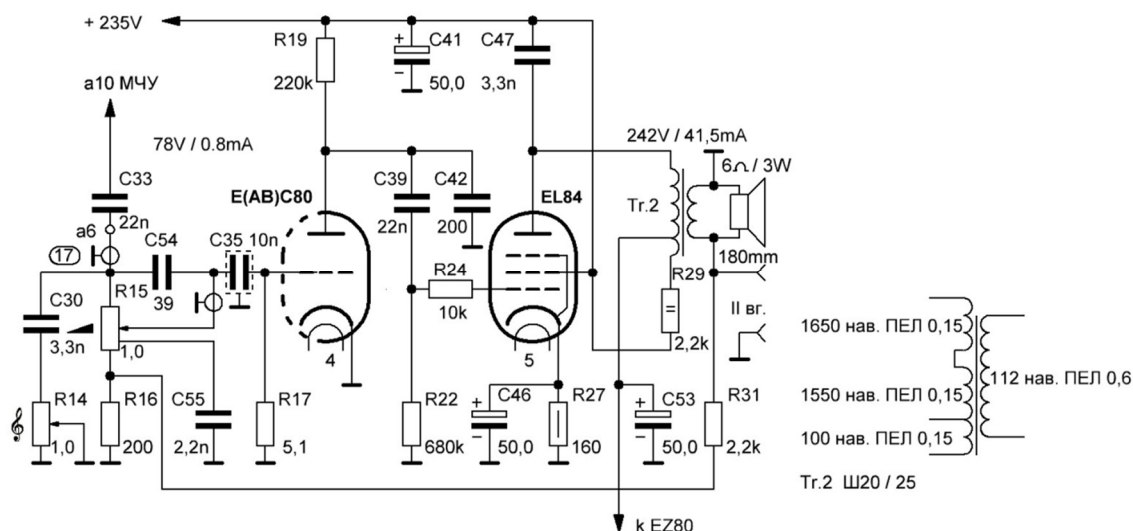 + 235V
R19
220k
C41
50,0
C47
3,3n
a10 МЧУ
78V / 0.8mA
242V / 41,5mA
6Ω / 3W
C33
22n
E(AB)C80
C39
22n
C42
200
EL84
Tr.2
a6
17
C54
39
C35 10n
180mm
R24
10k
R29
2,2k
II вг.
C30
3,3n
R15
1,0
4
5
1650 нав. ПЕЛ 0,15
112 нав. ПЕЛ 0,6
1550 нав. ПЕЛ 0,15
100 нав. ПЕЛ 0,15
R14
1,0
R16
200
C55
2,2n
R17
5,1
R22
680k
C46
50,0
R27
160
C53
50,0
R31
2,2k
Tr.2 Ш20 / 25
k EZ80